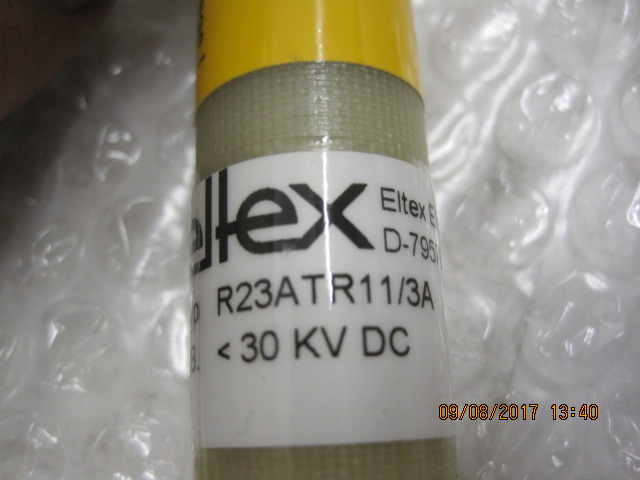 eltex
Eltex
D-795
R23ATR11/3A
< 30 KV DC
09/08/2017 13:40